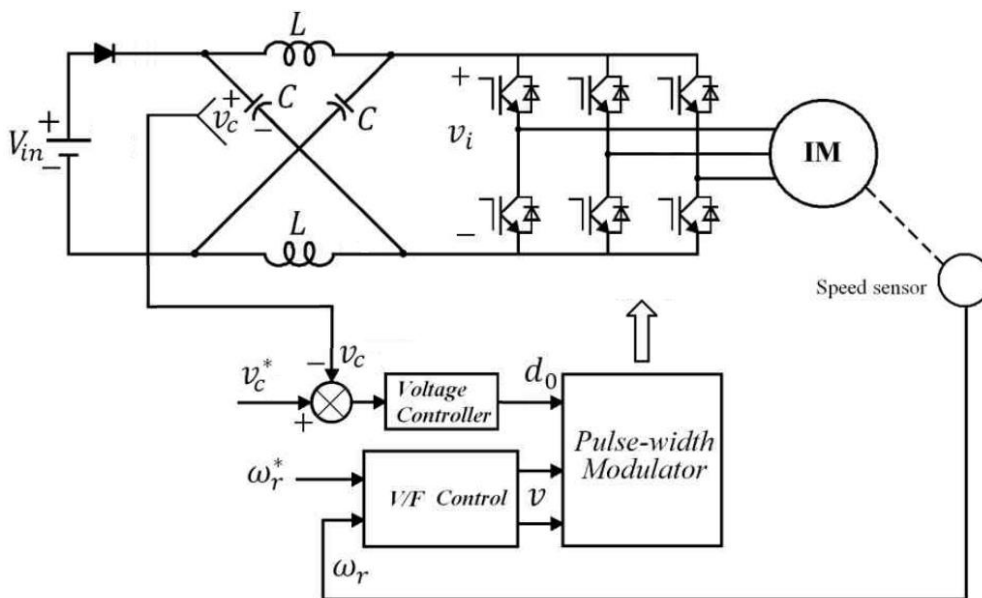 L
+
V_in
−
+
v_c
−
C
C
L
+
v_i
−
IM
Speed sensor
v_c^*
+
−
v_c
Voltage
Controller
d_0
ω_r^*
V/F Control
v
ω_r
Pulse-width
Modulator